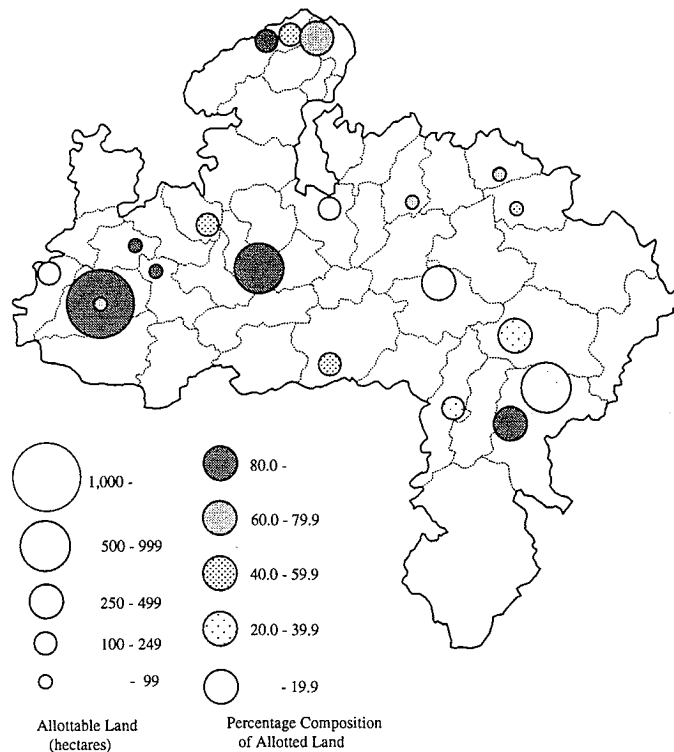 1,000 -
500 - 999
250 - 499
100 - 249
- 99
Allottable Land
(hectares)
80.0 -
60.0 - 79.9
40.0 - 59.9
20.0 - 39.9
- 19.9
Percentage Composition
of Allotted Land